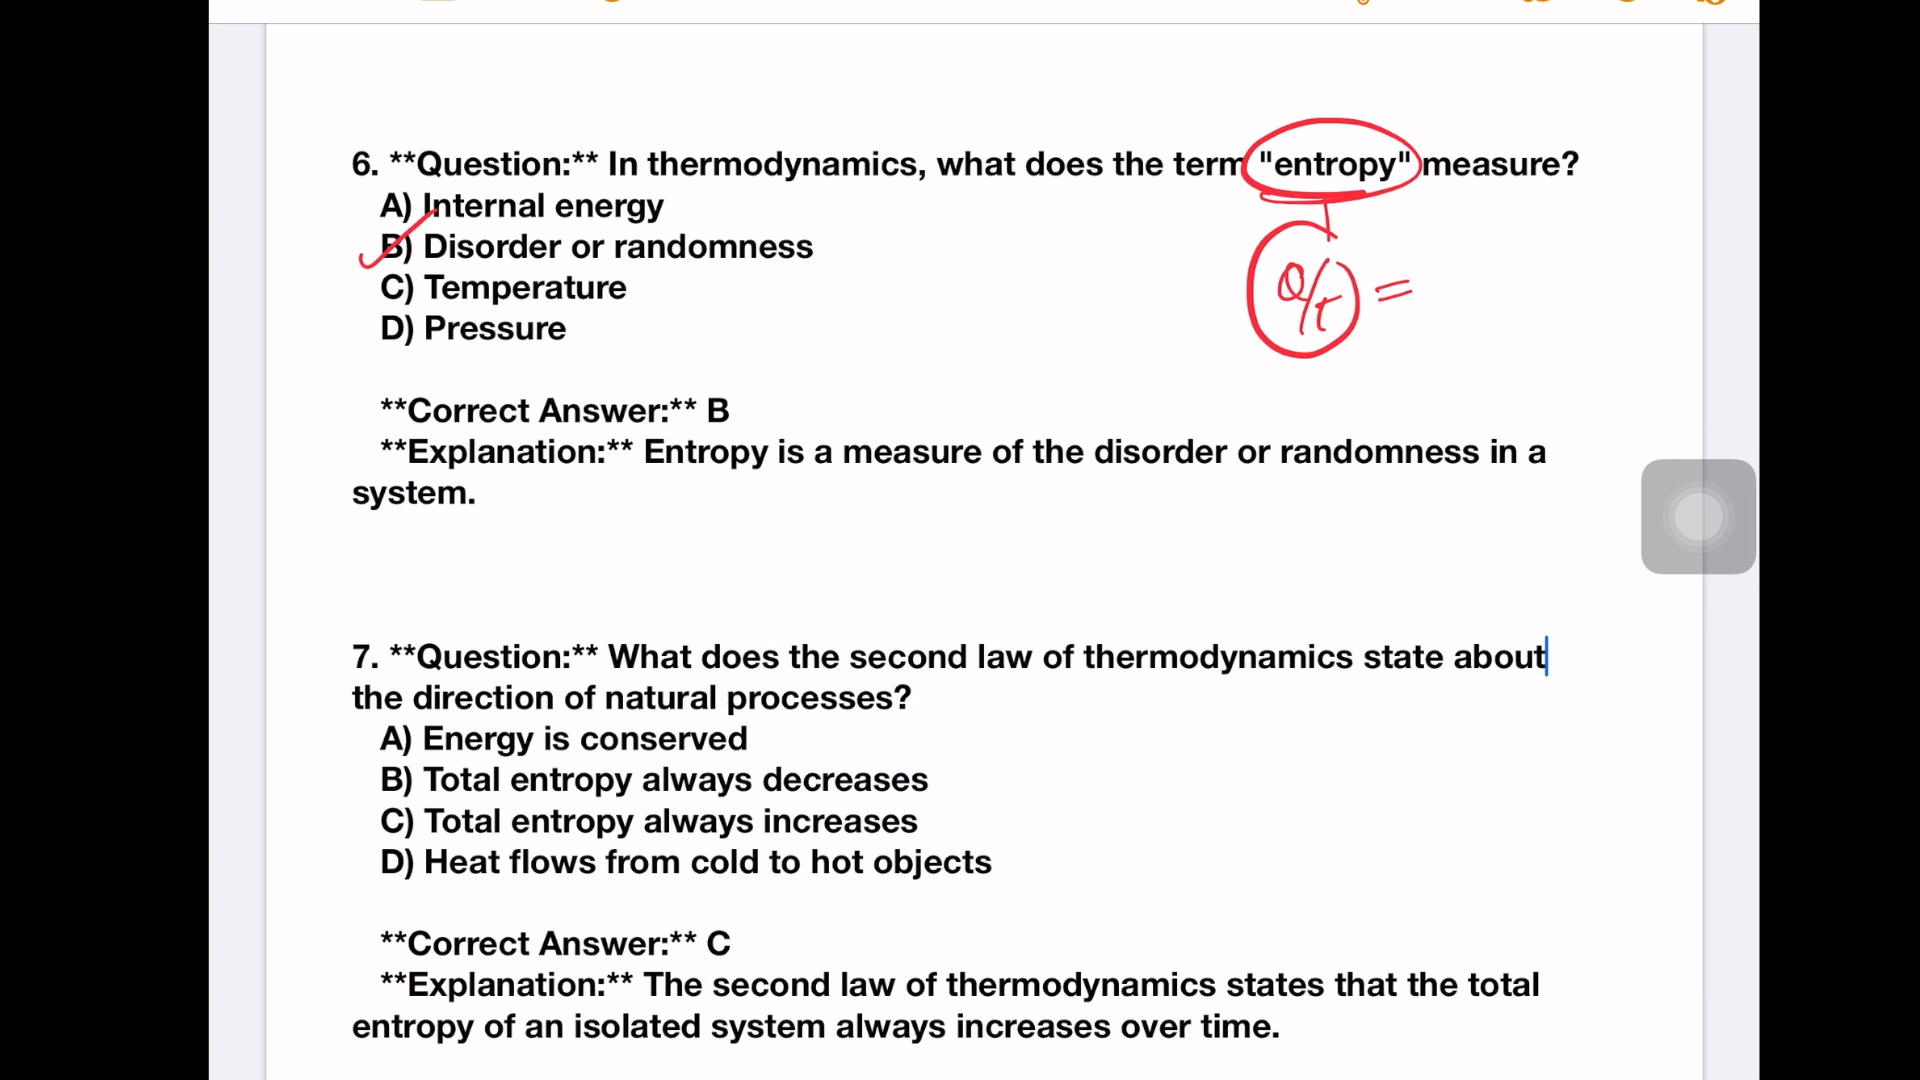 6. **Question:** In thermodynamics, what does the term "entropy" measure?
A) Internal energy
B) Disorder or randomness
C) Temperature
D) Pressure
Q/t =
**Correct Answer:** B
**Explanation:** Entropy is a measure of the disorder or randomness in a
system.
7. **Question:** What does the second law of thermodynamics state about
the direction of natural processes?
A) Energy is conserved
B) Total entropy always decreases
C) Total entropy always increases
D) Heat flows from cold to hot objects
**Correct Answer:** C
**Explanation:** The second law of thermodynamics states that the total
entropy of an isolated system always increases over time.